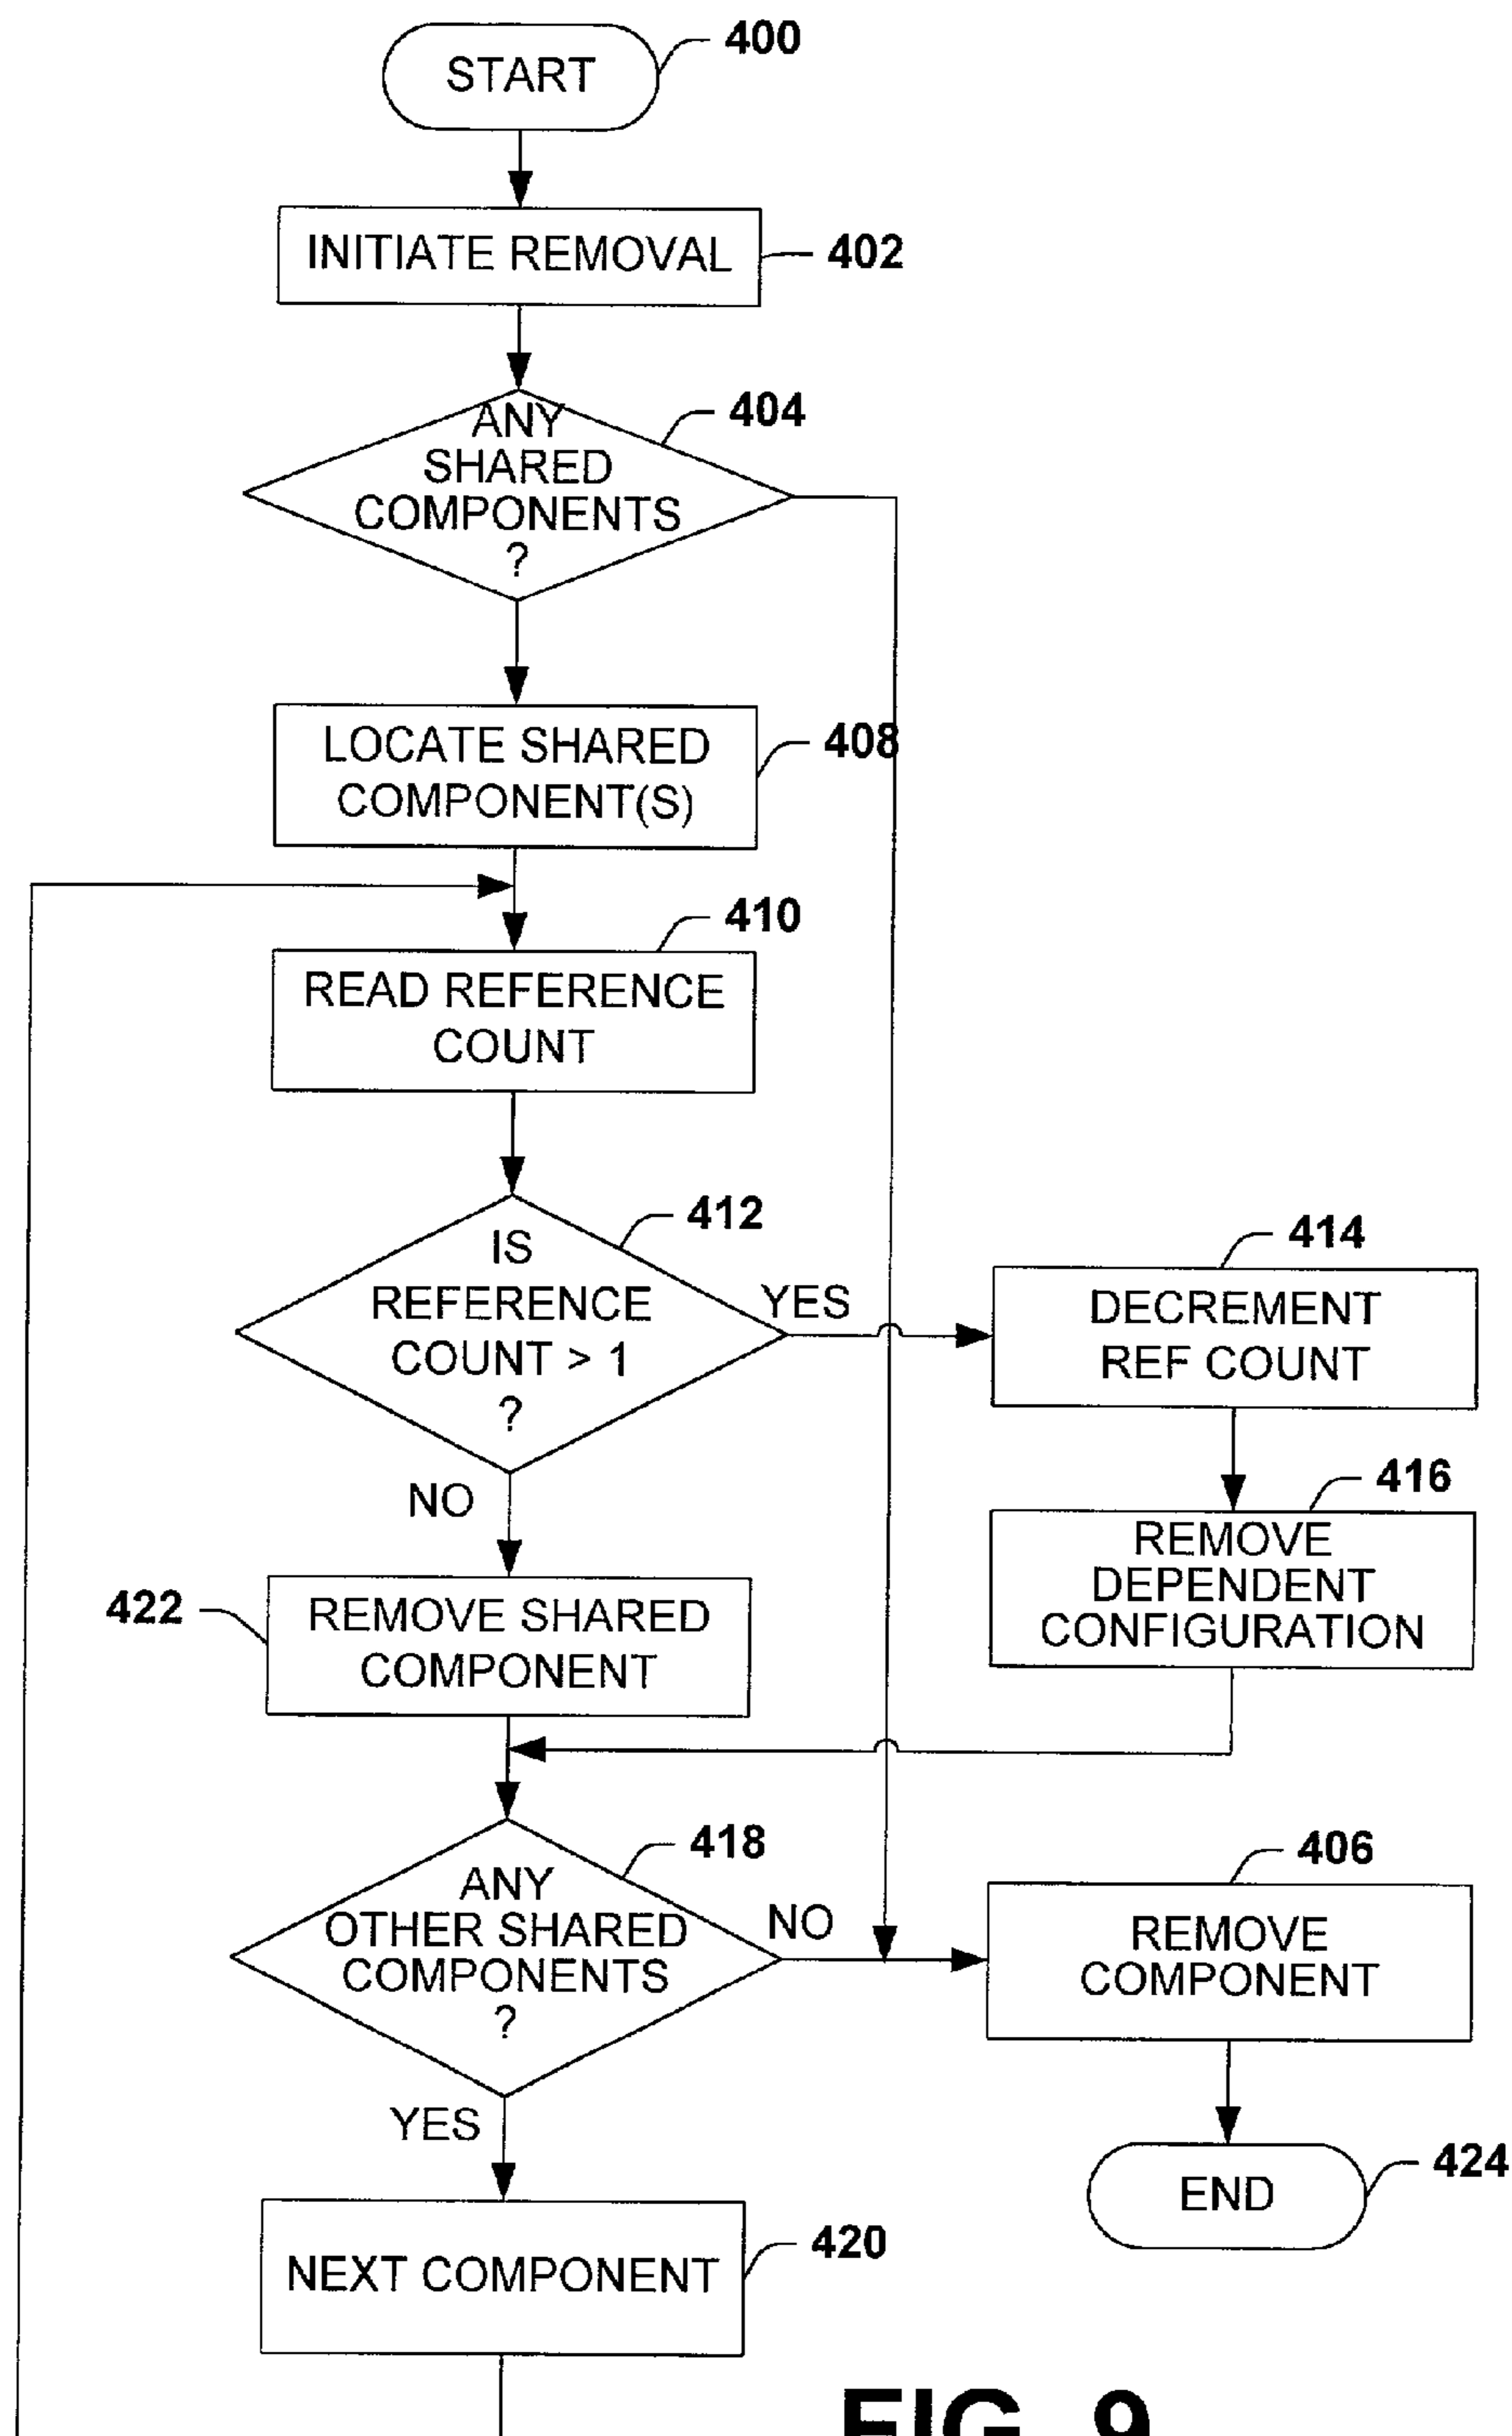 START
400
INITIATE REMOVAL
402
ANY
SHARED
COMPONENTS
?
404
LOCATE SHARED
COMPONENT(S)
408
410
READ REFERENCE
COUNT
412
IS
REFERENCE
COUNT > 1
?
YES
NO
414
DECREMENT
REF COUNT
416
REMOVE
DEPENDENT
CONFIGURATION
422
REMOVE SHARED
COMPONENT
418
ANY
OTHER SHARED
COMPONENTS
?
NO
YES
406
REMOVE
COMPONENT
END
424
NEXT COMPONENT
420
FIG. 9